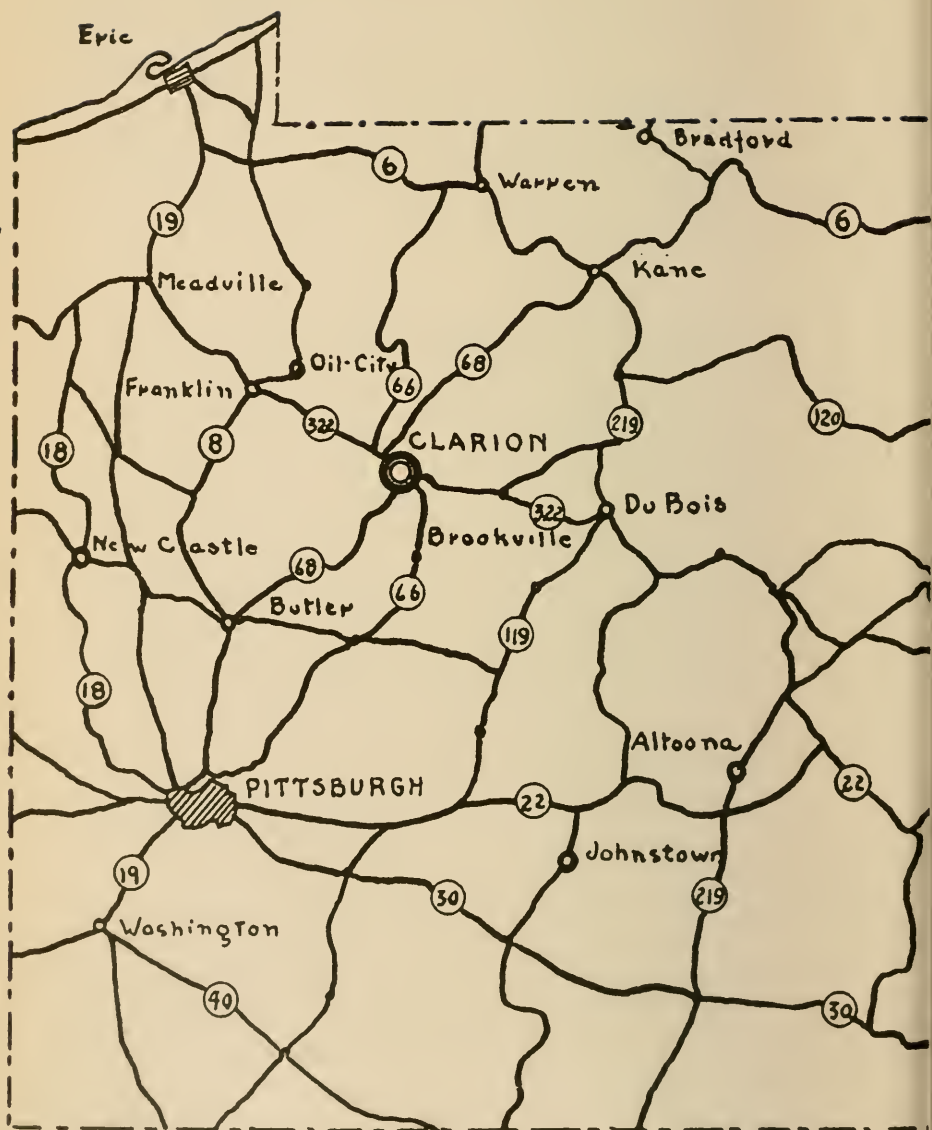 Erie
Bradford
6
Warren
19
6
Kane
Meadville
Oil-City
68
Franklin
66
322
219
120
8
CLARION
18
322
Du Bois
Brookville
New Castle
68
66
Butler
119
18
Altoona
22
PITTSBURGH
22
Johnstown
19
30
219
Washington
40
30